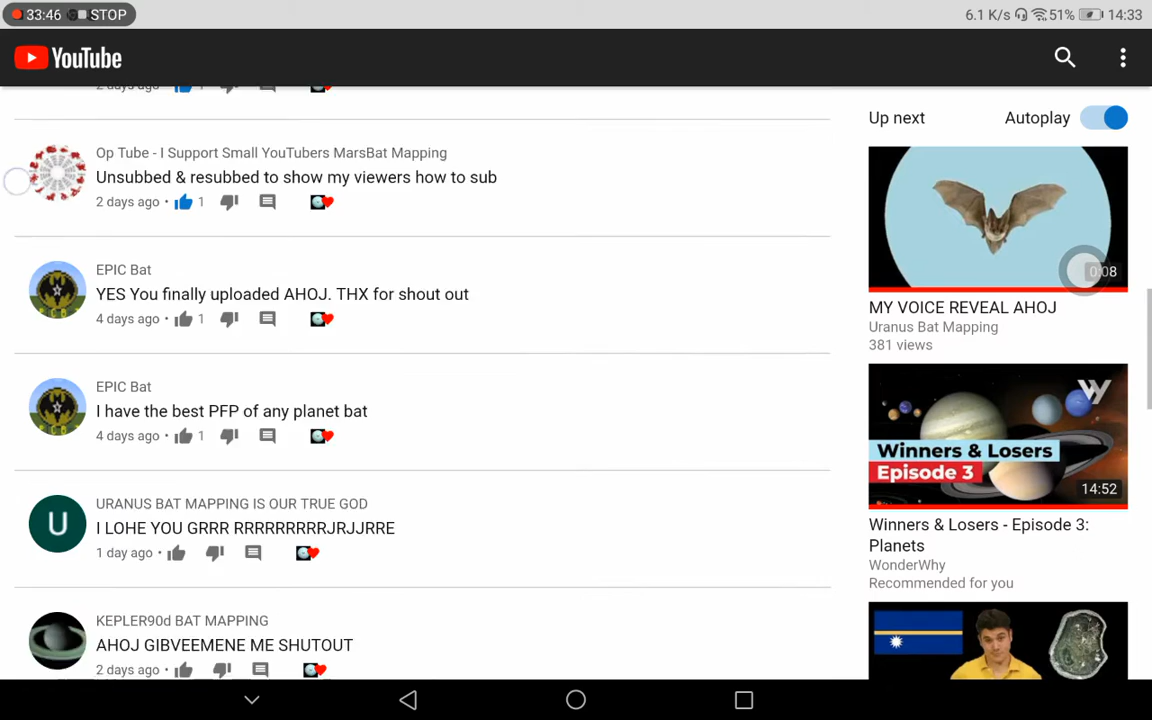 33:46 STOP
6.1 K/s 51% 14:33
YouTube
2 days ago • 1
Up next Autoplay
Op Tube - I Support Small YouTubers MarsBat Mapping
Unsubbed & resubbed to show my viewers how to sub
2 days ago • 1
EPIC Bat
YES You finally uploaded AHOJ. THX for shout out
4 days ago • 1
EPIC Bat
I have the best PFP of any planet bat
4 days ago • 1
U
URANUS BAT MAPPING IS OUR TRUE GOD
I LOHE YOU GRRR RRRRRRRRRJRJJRRE
1 day ago •
KEPLER90d BAT MAPPING
AHOJ GIBVEEMENE ME SHUTOUT
2 days ago •
0:08
MY VOICE REVEAL AHOJ
Uranus Bat Mapping
381 views
W
Winners & Losers
Episode 3
14:52
Winners & Losers - Episode 3:
Planets
WonderWhy
Recommended for you